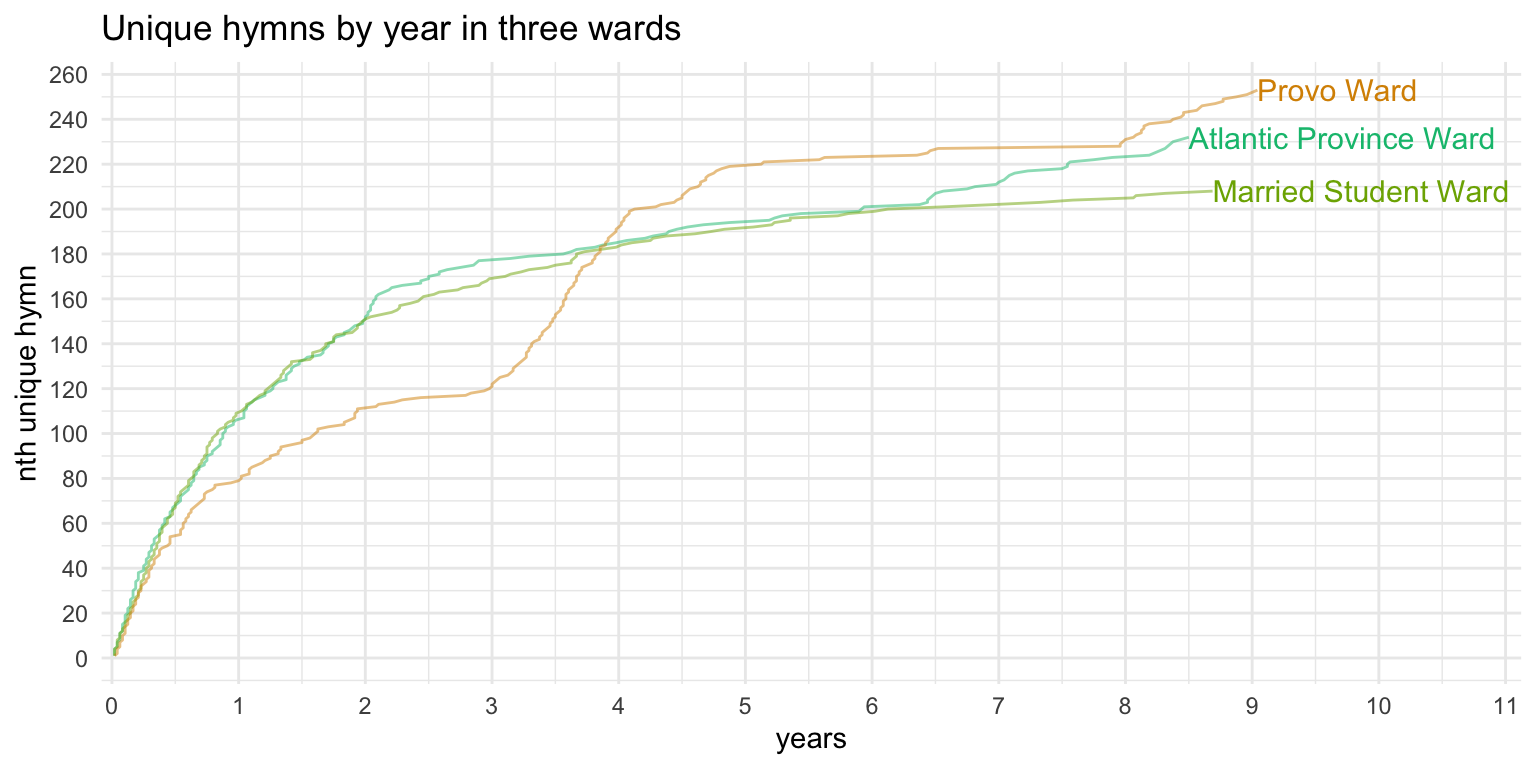 Unique hymns by year in three wards
260
240
220
200
180
160
140
120
100
80
60
40
20
0
nth unique hymn
Provo Ward
Atlantic Province Ward
Married Student Ward
0 1 2 3 4 5 6 7 8 9 10 11
years